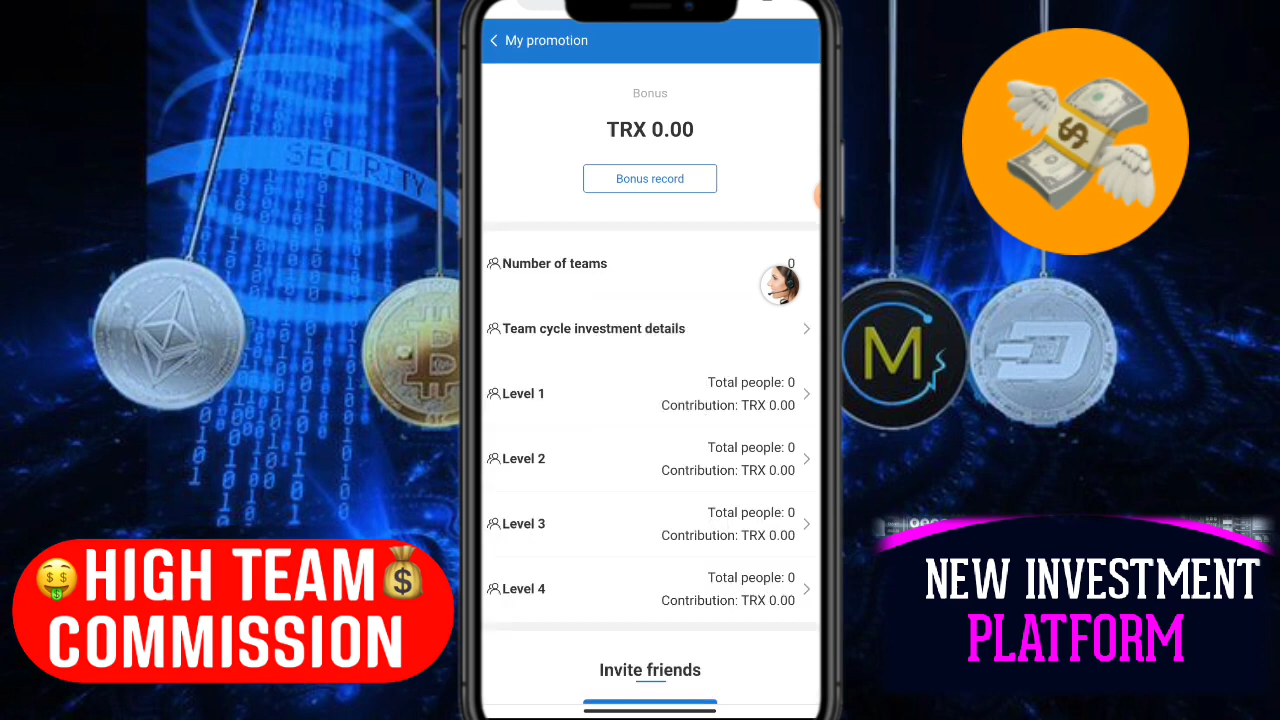 My promotion
Bonus
TRX 0.00
Bonus record
SECURITY
Number of teams
0
Team cycle investment details
Level 1
Total people: 0
Contribution: TRX 0.00
Level 2
Total people: 0
Contribution: TRX 0.00
Level 3
Total people: 0
Contribution: TRX 0.00
Level 4
Total people: 0
Contribution: TRX 0.00
Invite friends
HIGH TEAM
COMMISSION
NEW INVESTMENT
PLATFORM